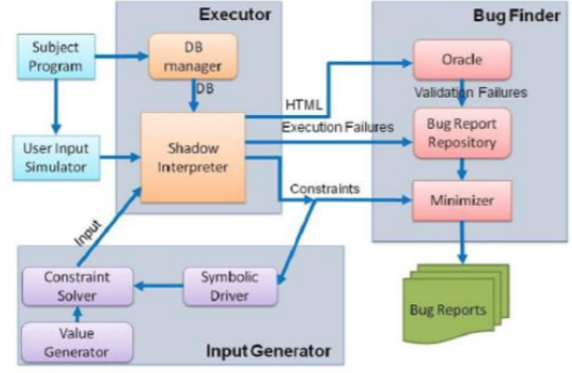 Executor
Bug Finder
Subject
Program
DB
manager
Oracle
DB
HTML
Validation Failures
Execution Failures
User Input
Simulator
Shadow
Interpreter
Bug Report
Repository
Constraints
Minimizer
Input
Constraint
Solver
Symbolic
Driver
Bug Reports
Value
Generator
Input Generator